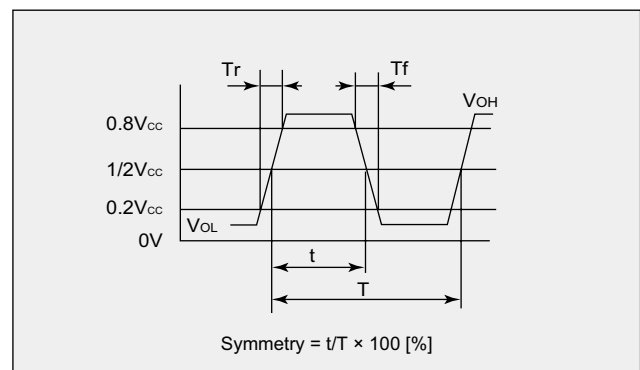 Tr Tf
VOH
0.8Vcc
1/2Vcc
0.2Vcc
VOL
0V
t
T
Symmetry = t/T × 100 [%]